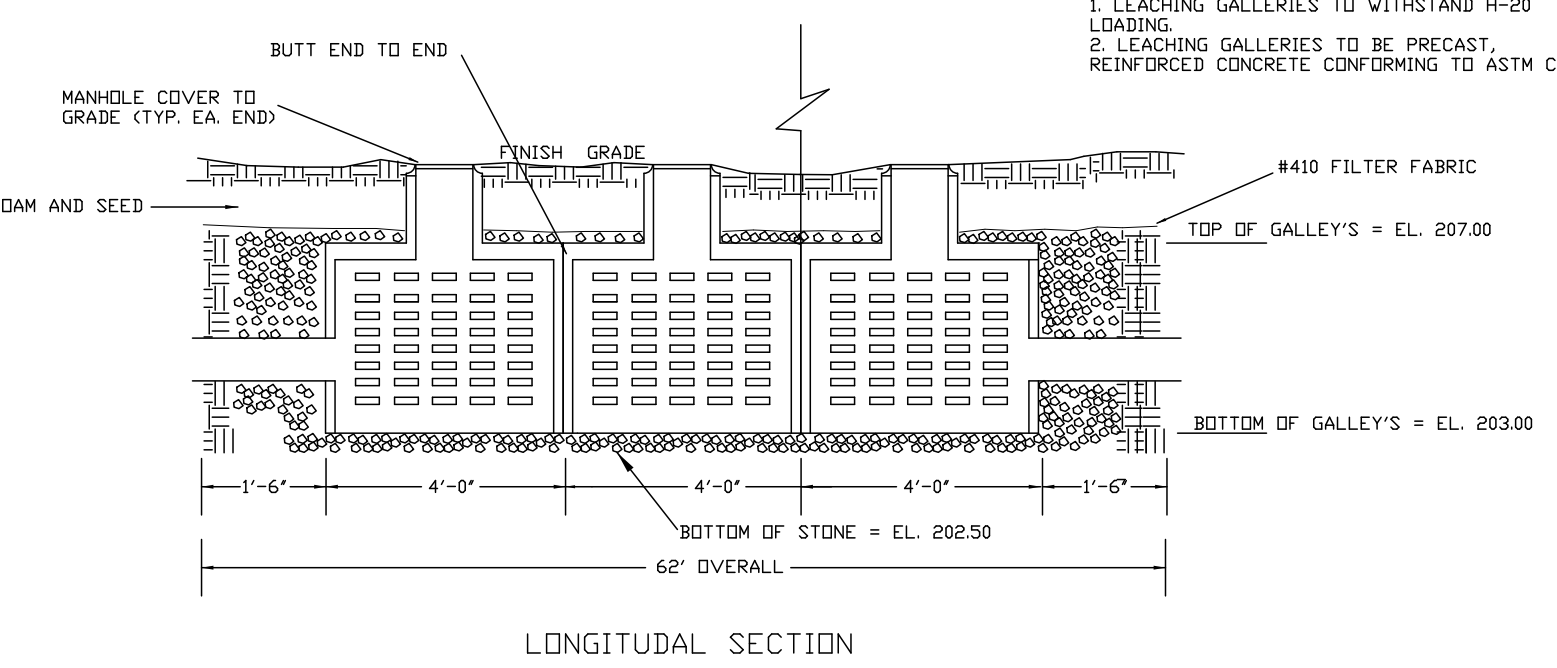 1. LEACHING GALLERIES TO WITHSTAND H-20
LOADING.
2. LEACHING GALLERIES TO BE PRECAST,
REINFORCED CONCRETE CONFORMING TO ASTM C
BUTT END TO END
MANHOLE COVER TO
GRADE (TYP. EA. END)
FINISH GRADE
#410 FILTER FABRIC
OAM AND SEED
TOP OF GALLEY'S = EL. 207.00
BOTTOM OF GALLEY'S = EL. 203.00
1'-6" 4'-0" 4'-0" 4'-0" 1'-6"
BOTTOM OF STONE = EL. 202.50
62' OVERALL
LONGITUDAL SECTION